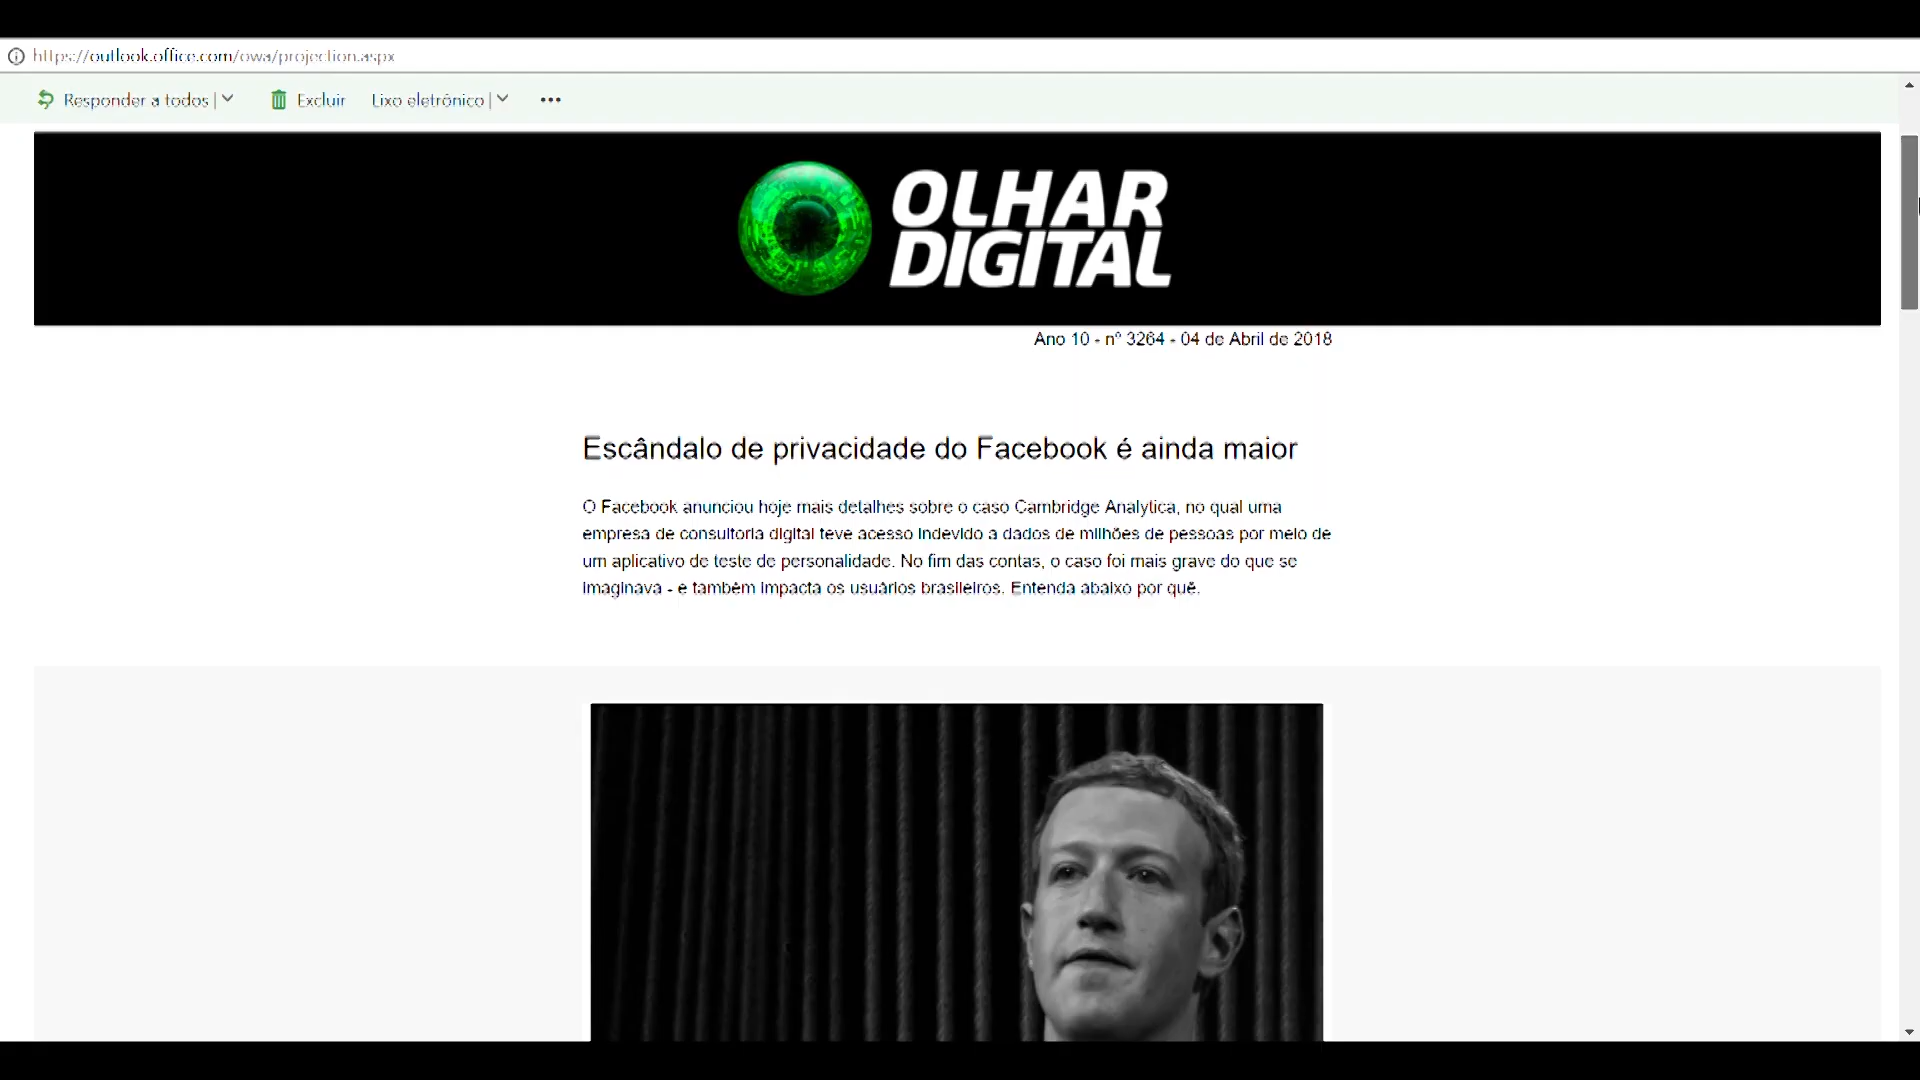 https://outlook.office.com/owa/projection.aspx
Responder a todos | Excluir Lixo eletrônico | •••
OLHAR
DIGITAL
Ano 10 - nº 3264 - 04 de Abril de 2018
Escândalo de privacidade do Facebook é ainda maior
O Facebook anunciou hoje mais detalhes sobre o caso Cambridge Analytica, no qual uma
empresa de consultoria digital teve acesso indevido a dados de milhões de pessoas por meio de
um aplicativo de teste de personalidade. No fim das contas, o caso foi mais grave do que se
imaginava - e também impacta os usuários brasileiros. Entenda abaixo por quê.